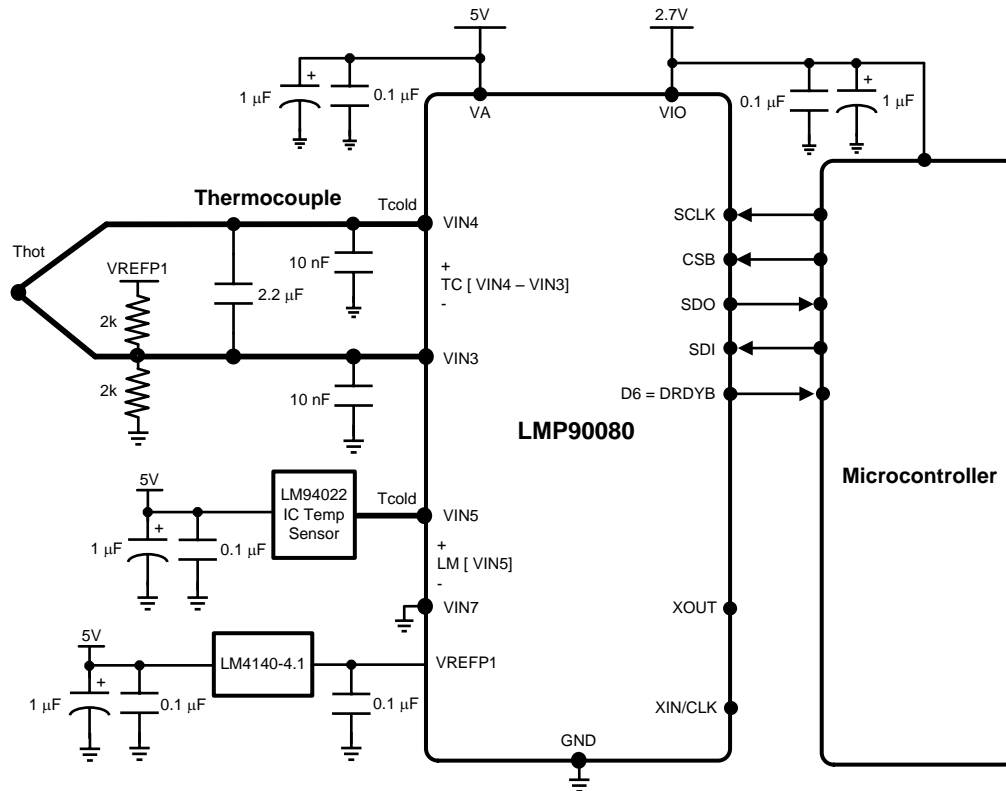 5V
2.7V
+
1 µF
0.1 µF
VA
VIO
0.1 µF
+
1 µF
Thermocouple
Tcold
VIN4
SCLK
Thot
VREFP1
2k
2.2 µF
10 nF
+
TC [ VIN4 – VIN3]
-
CSB
SDO
2k
VIN3
SDI
10 nF
D6 = DRDYB
LMP90080
Microcontroller
5V
+
1 µF
0.1 µF
LM94022
IC Temp
Sensor
Tcold
VIN5
+
LM [ VIN5]
-
VIN7
XOUT
5V
+
1 µF
0.1 µF
LM4140-4.1
0.1 µF
VREFP1
XIN/CLK
GND